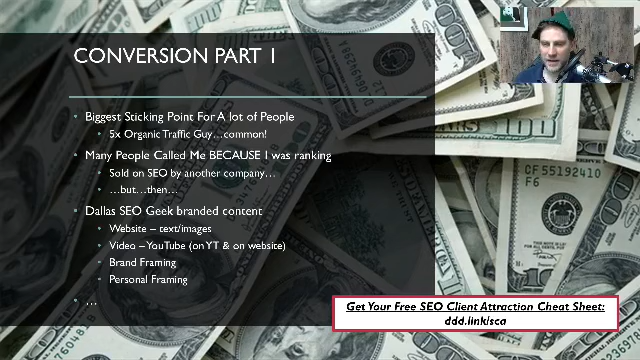 CONVERSION PART 1
Biggest Sticking Point For A lot of People
5x Organic Traffic Guy…common!
Many People Called Me BECAUSE I was ranking
Sold on SEO by another company…
…but…then…
Dallas SEO Geek branded content
Website – text/images
Video – YouTube (on YT & on website)
Brand Framing
Personal Framing
…
CF55192410
F6
Get Your Free SEO Client Attraction Cheat Sheet:
ddd.link/sca